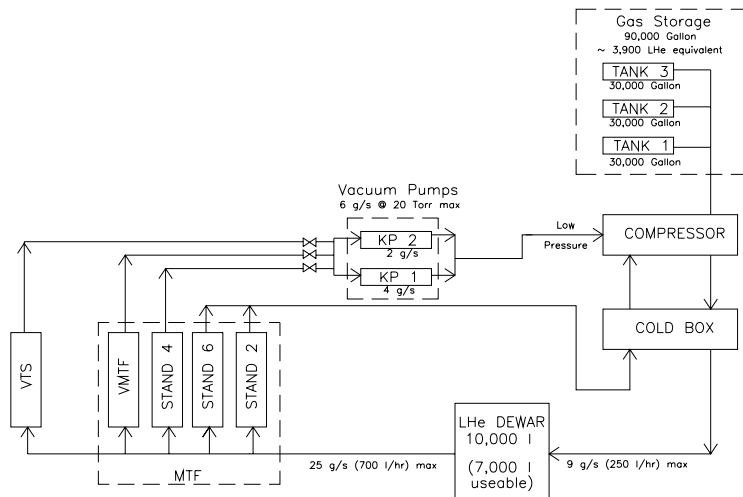 Gas Storage
90,000 Gallon
~ 3,900 LHe equivalent
TANK 3
30,000 Gallon
TANK 2
30,000 Gallon
TANK 1
30,000 Gallon
Vacuum Pumps
6 g/s @ 20 Torr max
KP 2
2 g/s
KP 1
4 g/s
Low
Pressure
COMPRESSOR
COLD BOX
VTS
VMTF
STAND 4
STAND 6
STAND 2
MTF
25 g/s (700 l/hr) max
LHe DEWAR
10,000 l
(7,000 l
useable)
9 g/s (250 l/hr) max